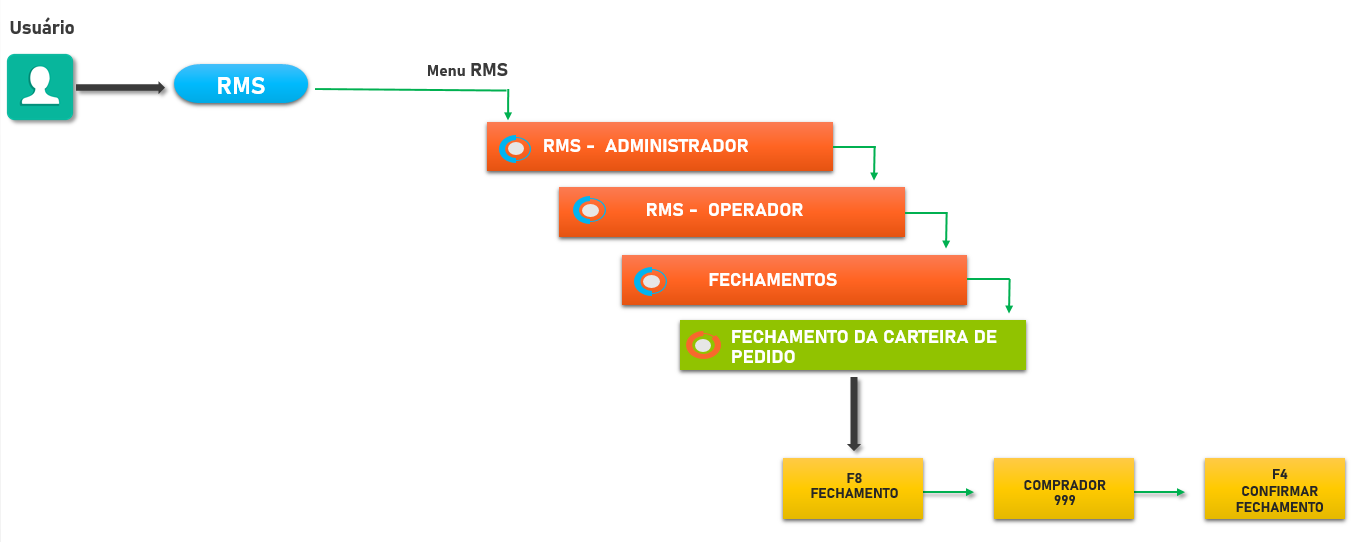 Usuário
RMS
Menu RMS
RMS - ADMINISTRADOR
RMS - OPERADOR
FECHAMENTOS
FECHAMENTO DA CARTEIRA DE
PEDIDO
F8
FECHAMENTO
COMPRADOR
999
F4
CONFIRMAR
FECHAMENTO